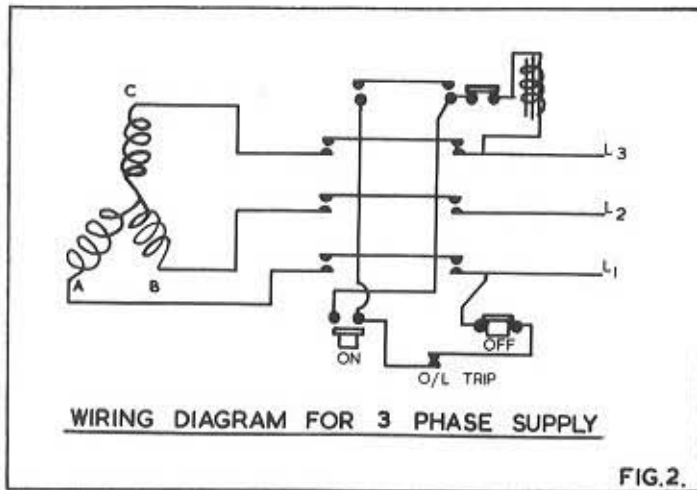 C
L3
L2
A
B
L1
ON
OFF
O/L TRIP
WIRING DIAGRAM FOR 3 PHASE SUPPLY
FIG.2.